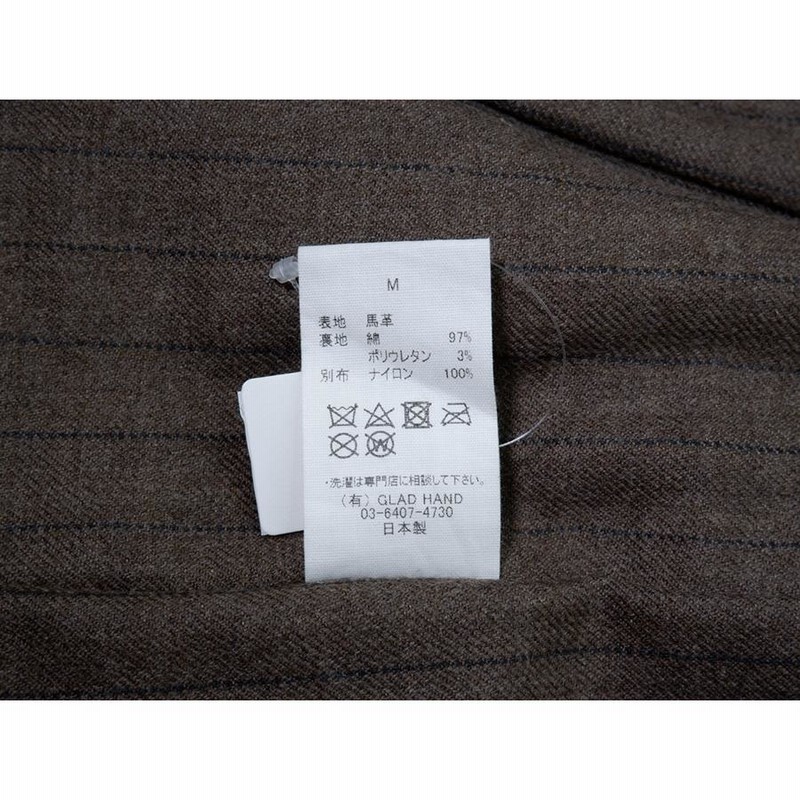 M
表地 馬革
裏地 綿 97%
ポリウレタン 3%
別布 ナイロン 100%
・洗濯は専門店に相談して下さい。
(有) GLAD HAND
03-6407-4730
日本製